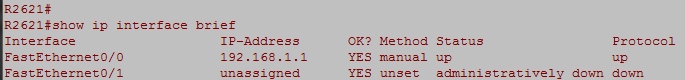 R2621#
R2621#show ip interface brief
Interface IP-Address OK? Method Status Protocol
FastEthernet0/0 192.168.1.1 YES manual up up
FastEthernet0/1 unassigned YES unset administratively down down